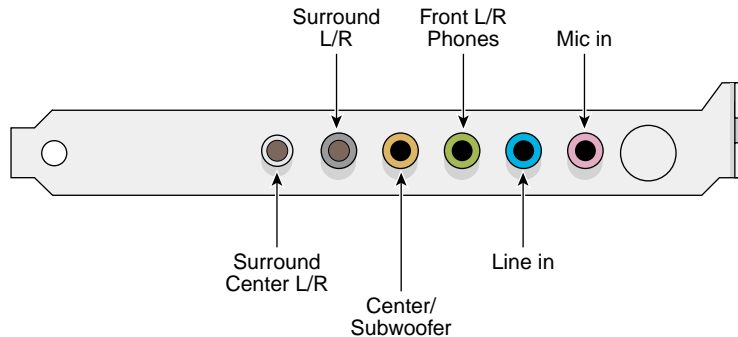 Surround
L/R
Front L/R
Phones
Mic in
Surround
Center L/R
Center/
Subwoofer
Line in